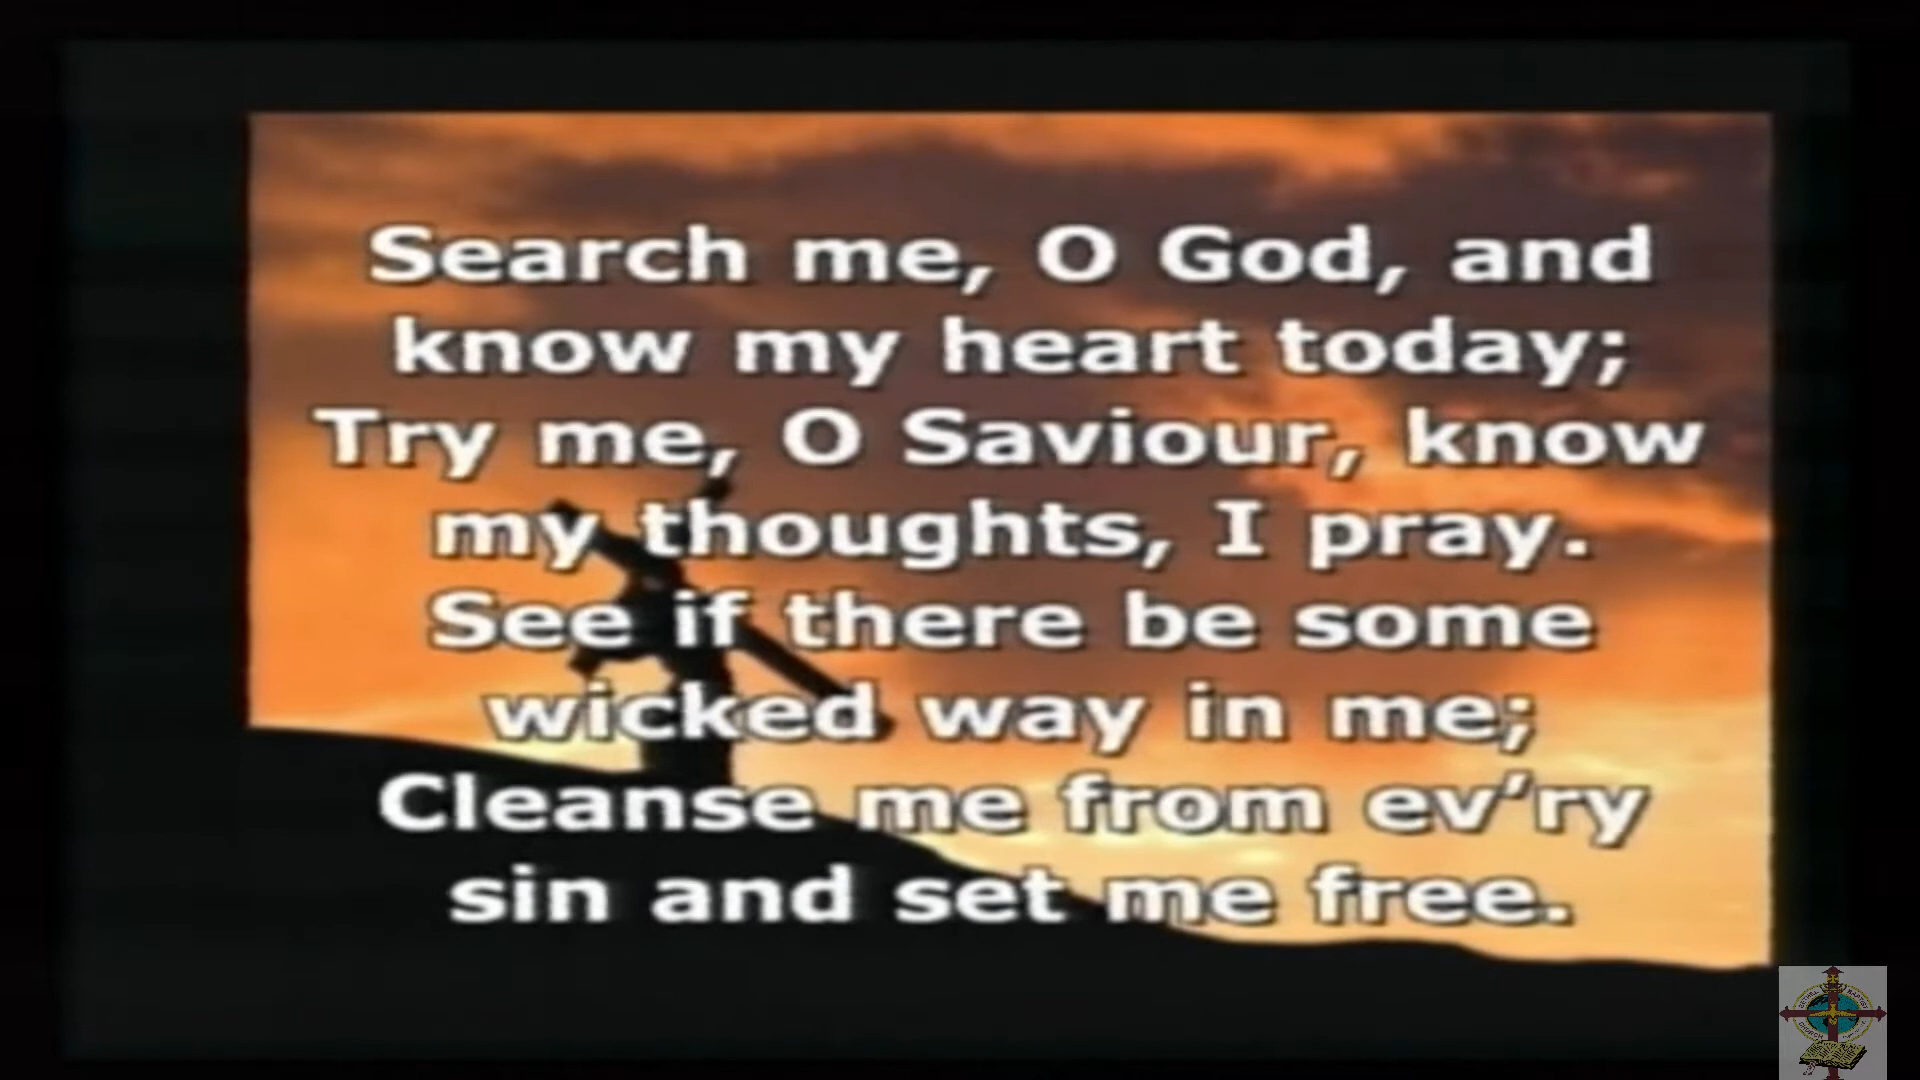 Search me, O God, and
know my heart today;
Try me, O Saviour, know
my thoughts, I pray.
See if there be some
wicked way in me;
Cleanse me from ev’ry
sin and set me free.